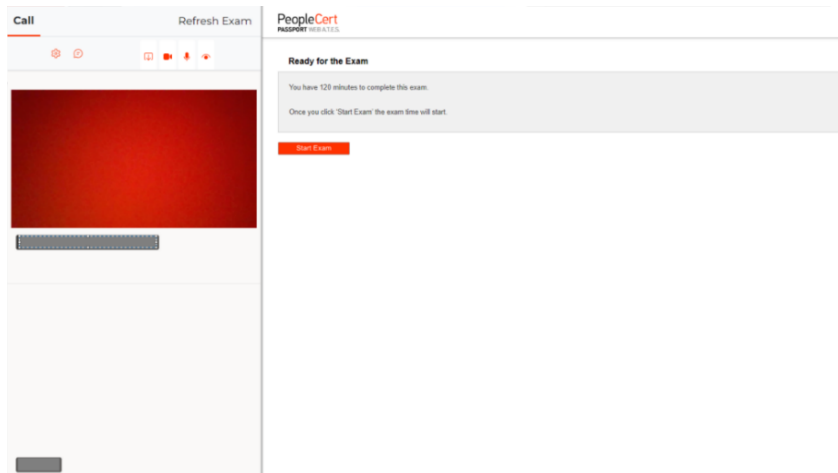 Call
Refresh Exam
PeopleCert
PASSPORT WEB A.T.E.S.
Ready for the Exam
You have 120 minutes to complete this exam.
Once you click 'Start Exam' the exam time will start.
Start Exam